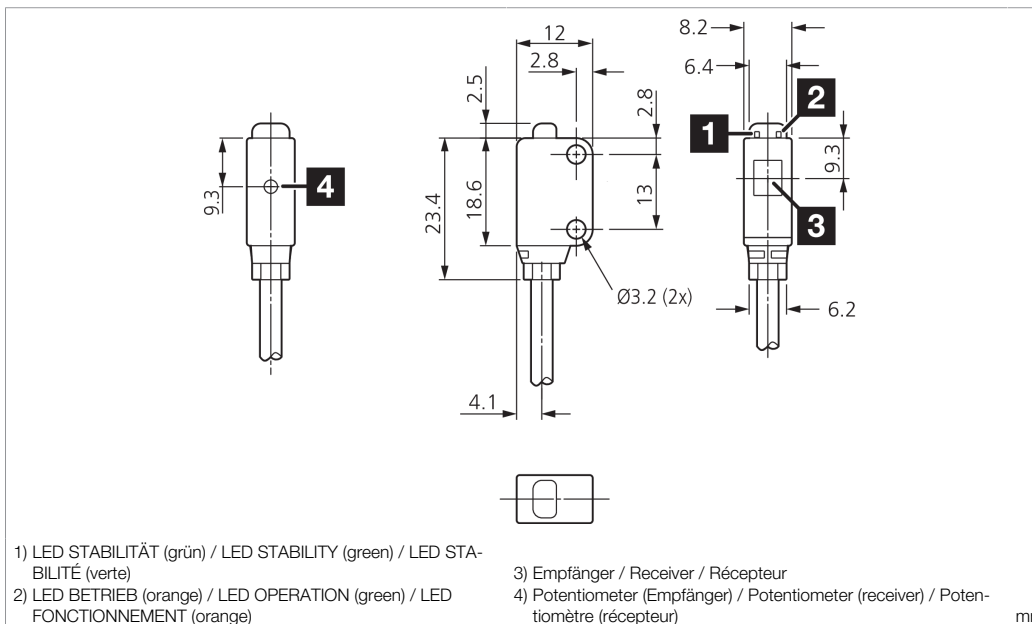 12
2.8
2.5
23.4
18.6
2.8
13
Ø3.2 (2x)
4.1
9.3
4
8.2
6.4
1
2
9.3
3
6.2
1) LED STABILITÄT (grün) / LED STABILITY (green) / LED STA-
BILITÉ (verte)
2) LED BETRIEB (orange) / LED OPERATION (green) / LED
FONCTIONNEMENT (orange)
3) Empfänger / Receiver / Récepteur
4) Potentiometer (Empfänger) / Potentiometer (receiver) / Poten-
tiomètre (récepteur)